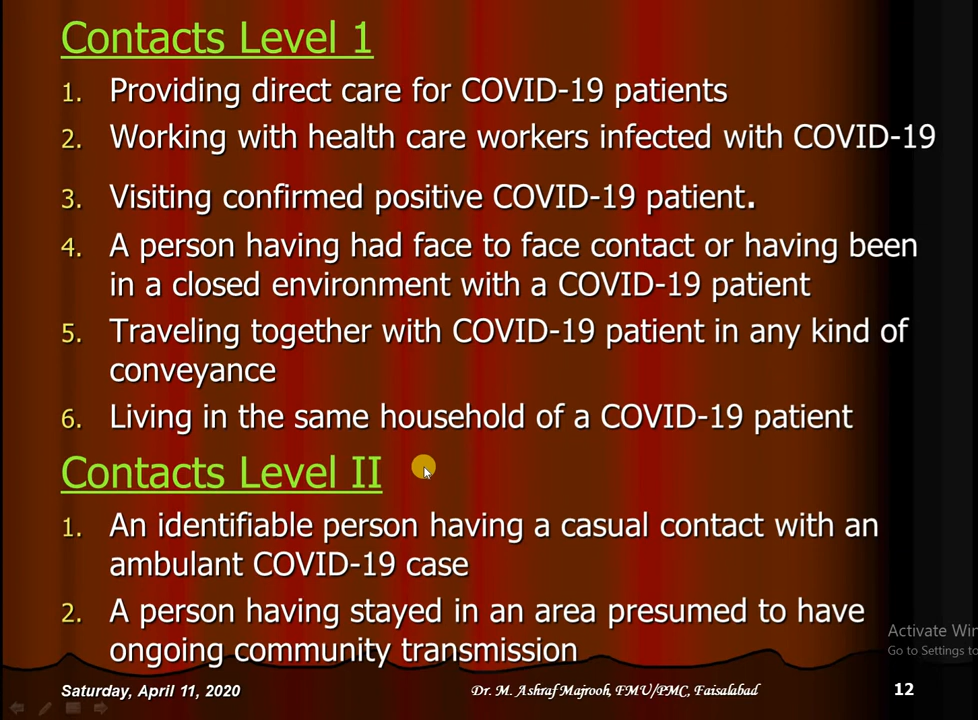 Contacts Level 1
1. Providing direct care for COVID-19 patients
2. Working with health care workers infected with COVID-19
3. Visiting confirmed positive COVID-19 patient.
4. A person having had face to face contact or having been
in a closed environment with a COVID-19 patient
5. Traveling together with COVID-19 patient in any kind of
conveyance
6. Living in the same household of a COVID-19 patient
Contacts Level II
1. An identifiable person having a casual contact with an
ambulant COVID-19 case
2. A person having stayed in an area presumed to have
ongoing community transmission
Activate Win
Go to Settings to
Saturday, April 11, 2020
Dr. M. Ashraf Majrooh, FMU/PMC, Faisalabad
12